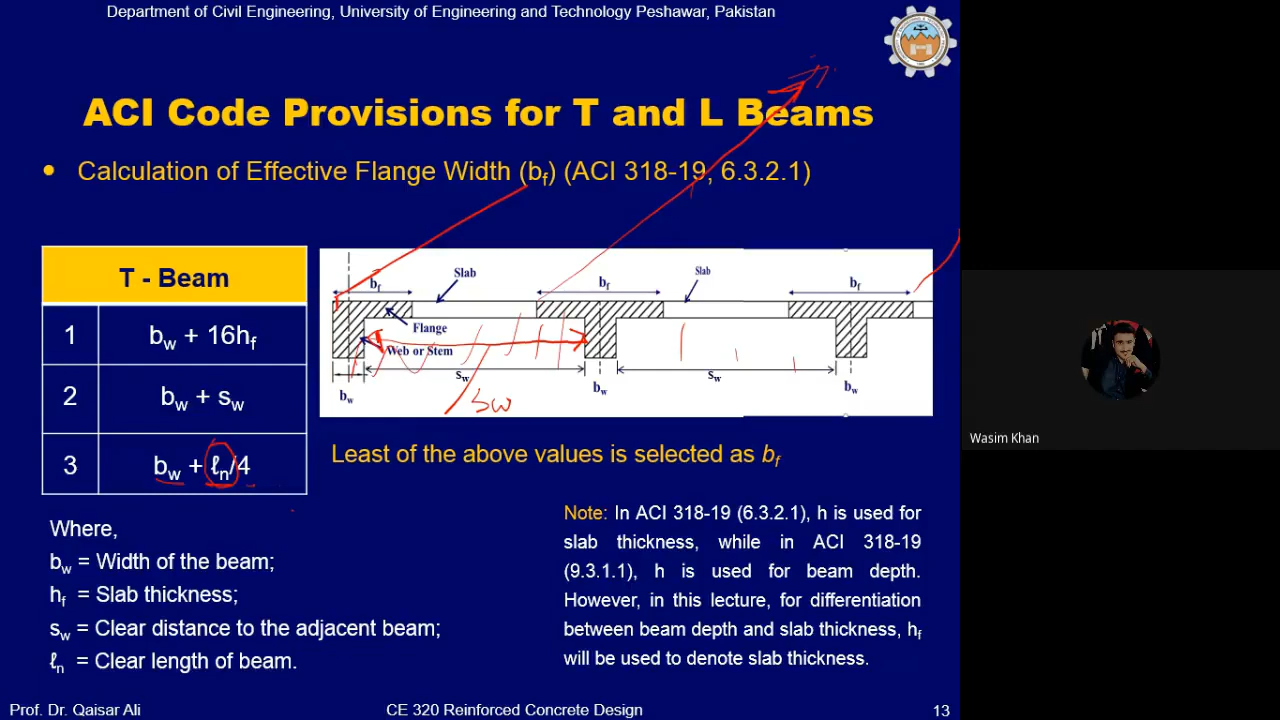 Department of Civil Engineering, University of Engineering and Technology Peshawar, Pakistan
ACI Code Provisions for T and L Beams
• Calculation of Effective Flange Width (bf) (ACI 318-19, 6.3.2.1)
T - Beam
1 bw + 16hf
2 bw + sw
3 bw + ℓn/4
bf Slab bf Slab bf
Flange
Web or Stem
sw sw
bw bw bw
Sw
Least of the above values is selected as bf
Where,
bw = Width of the beam;
hf = Slab thickness;
sw = Clear distance to the adjacent beam;
ℓn = Clear length of beam.
Note: In ACI 318-19 (6.3.2.1), h is used for
slab thickness, while in ACI 318-19
(9.3.1.1), h is used for beam depth.
However, in this lecture, for differentiation
between beam depth and slab thickness, hf
will be used to denote slab thickness.
Wasim Khan
Prof. Dr. Qaisar Ali CE 320 Reinforced Concrete Design 13